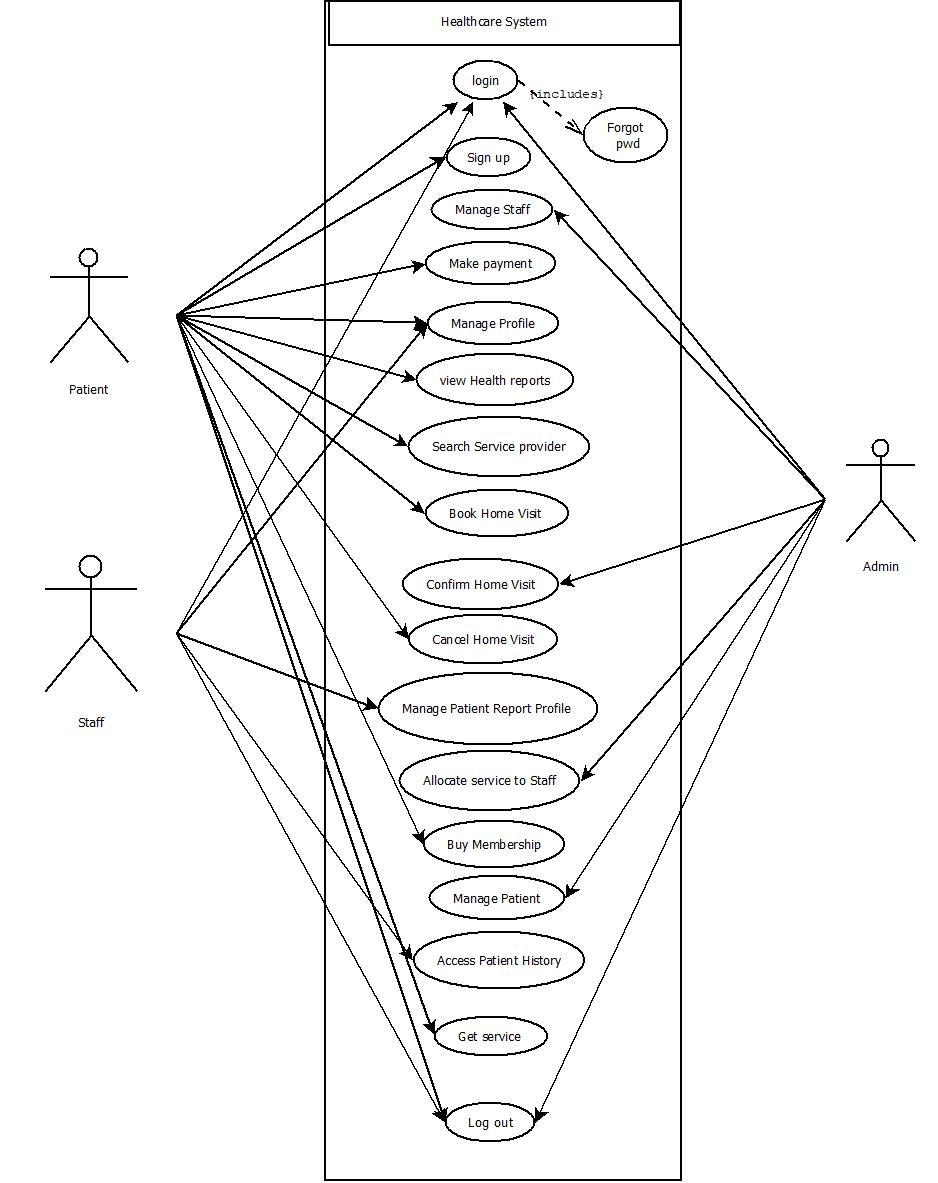 Healthcare System
login
{includes}
Forgot
pwd
Sign up
Manage Staff
Make payment
Manage Profile
view Health reports
Patient
Search Service provider
Book Home Visit
Admin
Confirm Home Visit
Cancel Home Visit
Manage Patient Report Profile
Staff
Allocate service to Staff
Buy Membership
Manage Patient
Access Patient History
Get service
Log out